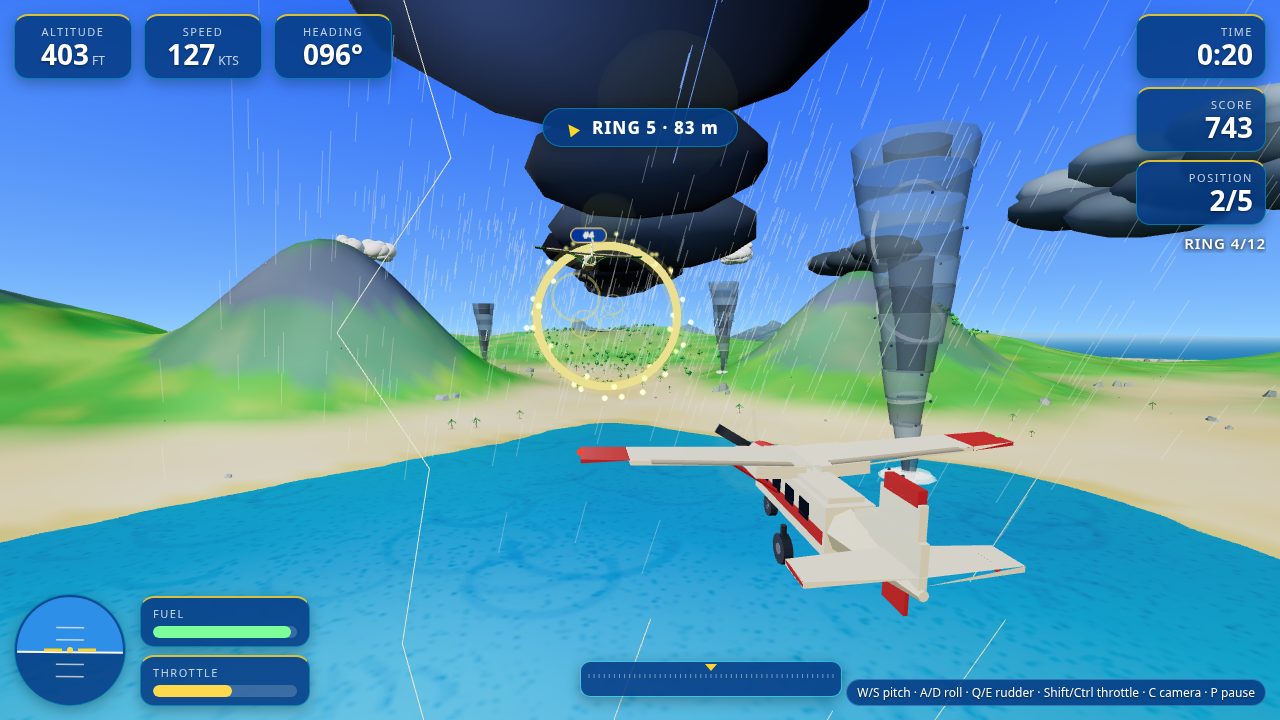 ALTITUDE
403 FT
SPEED
127 KTS
HEADING
096°
TIME
0:20
SCORE
743
POSITION
2/5
RING 4/12
RING 5 · 83 m
#4
FUEL
THROTTLE
W/S pitch · A/D roll · Q/E rudder · Shift/Ctrl throttle · C camera · P pause